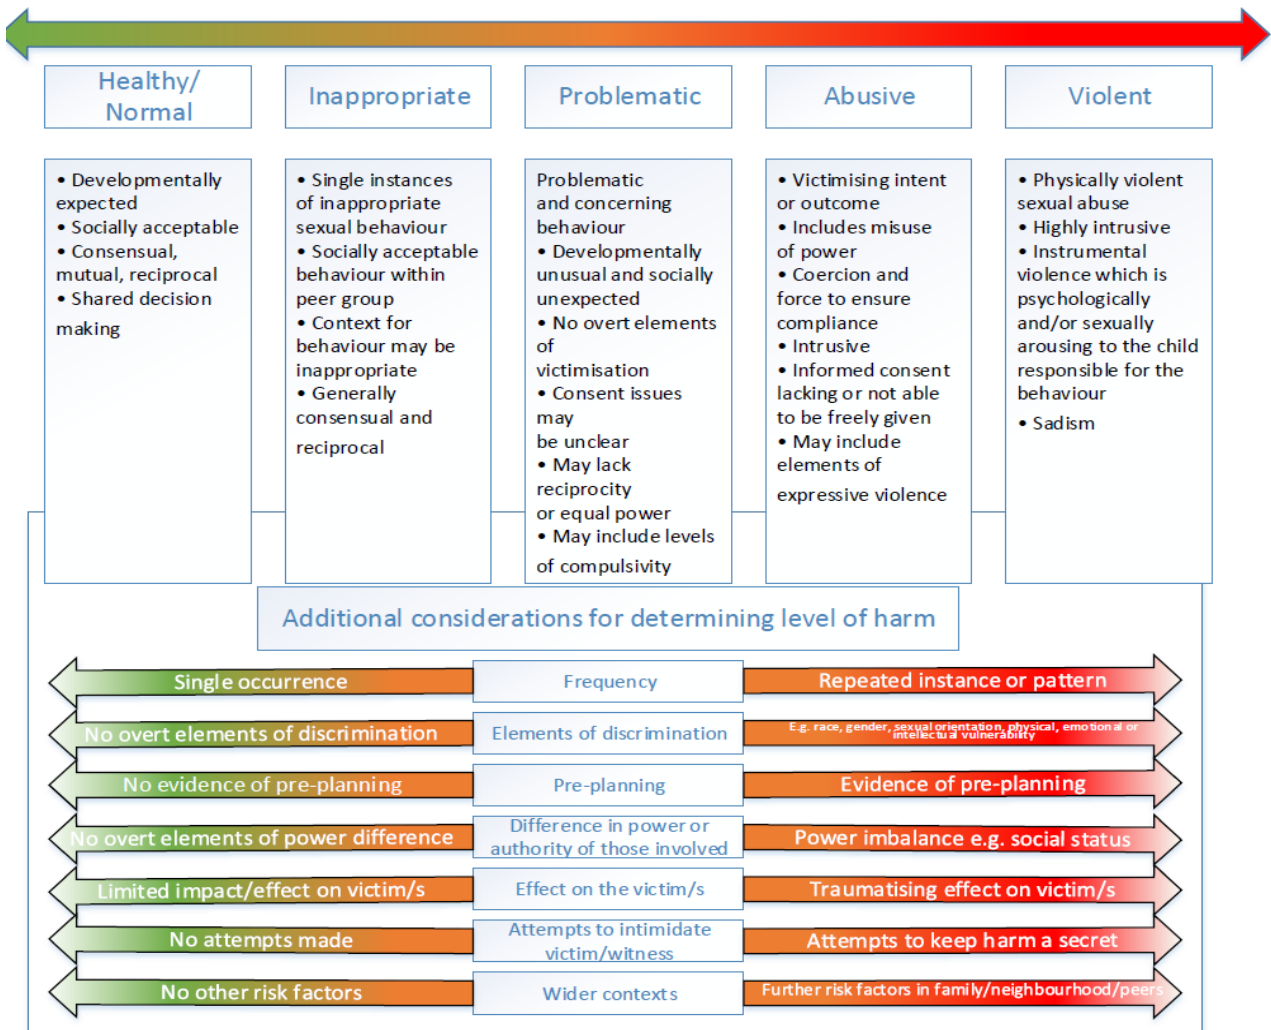 Healthy/
Normal
Inappropriate
Problematic
Abusive
Violent
• Developmentally
expected
• Socially acceptable
• Consensual,
mutual, reciprocal
• Shared decision
making
• Single instances
of inappropriate
sexual behaviour
• Socially acceptable
behaviour within
peer group
• Context for
behaviour may be
inappropriate
• Generally
consensual and
reciprocal
Problematic
and concerning
behaviour
• Developmentally
unusual and socially
unexpected
• No overt elements
of
victimisation
• Consent issues
may
be unclear
• May lack
reciprocity
or equal power
• May include levels
of compulsivity
• Victimising intent
or outcome
• Includes misuse
of power
• Coercion and
force to ensure
compliance
• Intrusive
• Informed consent
lacking or not able
to be freely given
• May include
elements of
expressive violence
• Physically violent
sexual abuse
• Highly intrusive
• Instrumental
violence which is
psychologically
and/or sexually
arousing to the child
responsible for the
behaviour
• Sadism
Additional considerations for determining level of harm
Single occurrence
Frequency
Repeated instance or pattern
No overt elements of discrimination
Elements of discrimination
E.g. race, gender, sexual orientation, physical, emotional or
intellectual vulnerability
No evidence of pre-planning
Pre-planning
Evidence of pre-planning
No overt elements of power difference
Difference in power or
authority of those involved
Power imbalance e.g. social status
Limited impact/effect on victim/s
Effect on the victim/s
Traumatising effect on victim/s
No attempts made
Attempts to intimidate
victim/witness
Attempts to keep harm a secret
No other risk factors
Wider contexts
Further risk factors in family/neighbourhood/peers